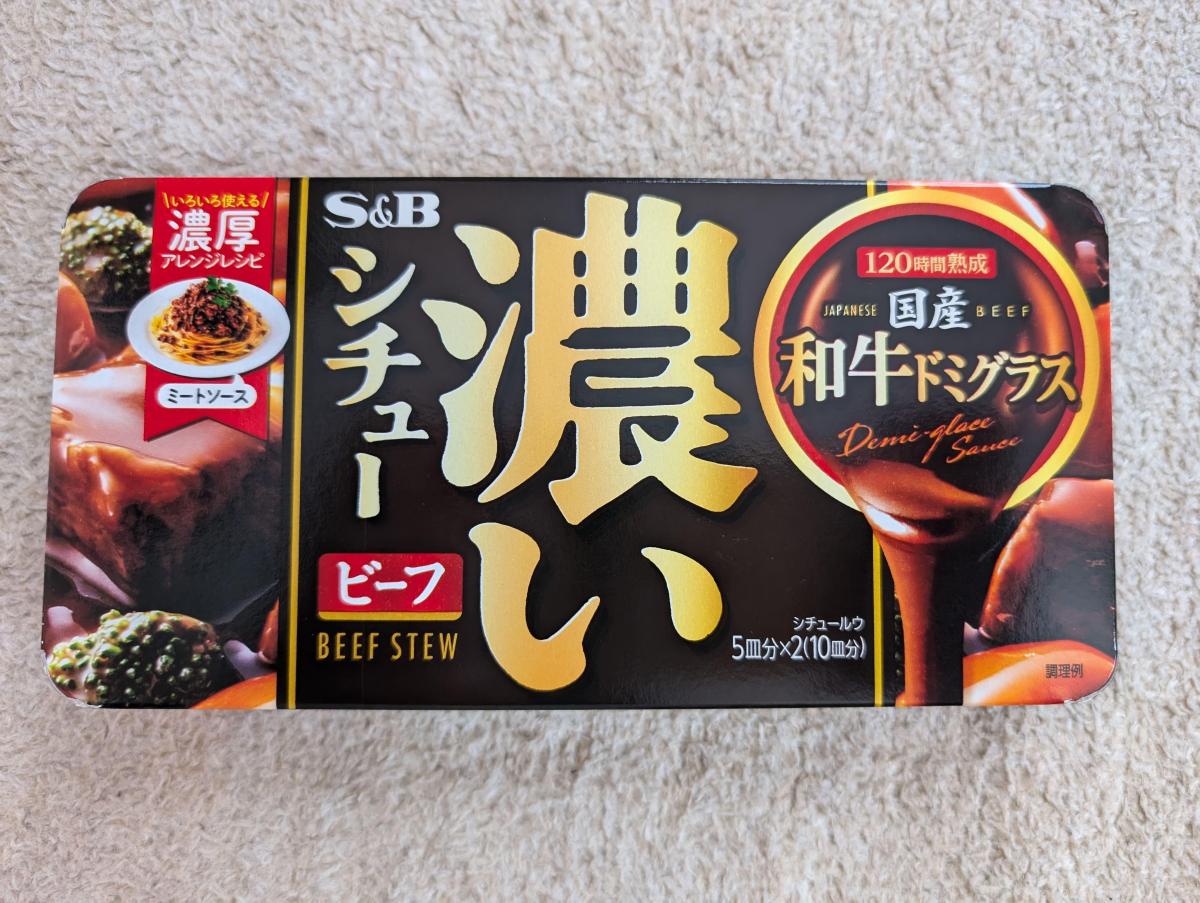 \いろいろ使える/
濃厚
アレンジレシピ
ミートソース
S&B
濃い
シチュー
ビーフ
BEEF STEW
シチュールウ
5皿分×2(10皿分)
120時間熟成
JAPANESE 国産 BEEF
和牛ドミグラス
Demi-glace
Sauce
調理例